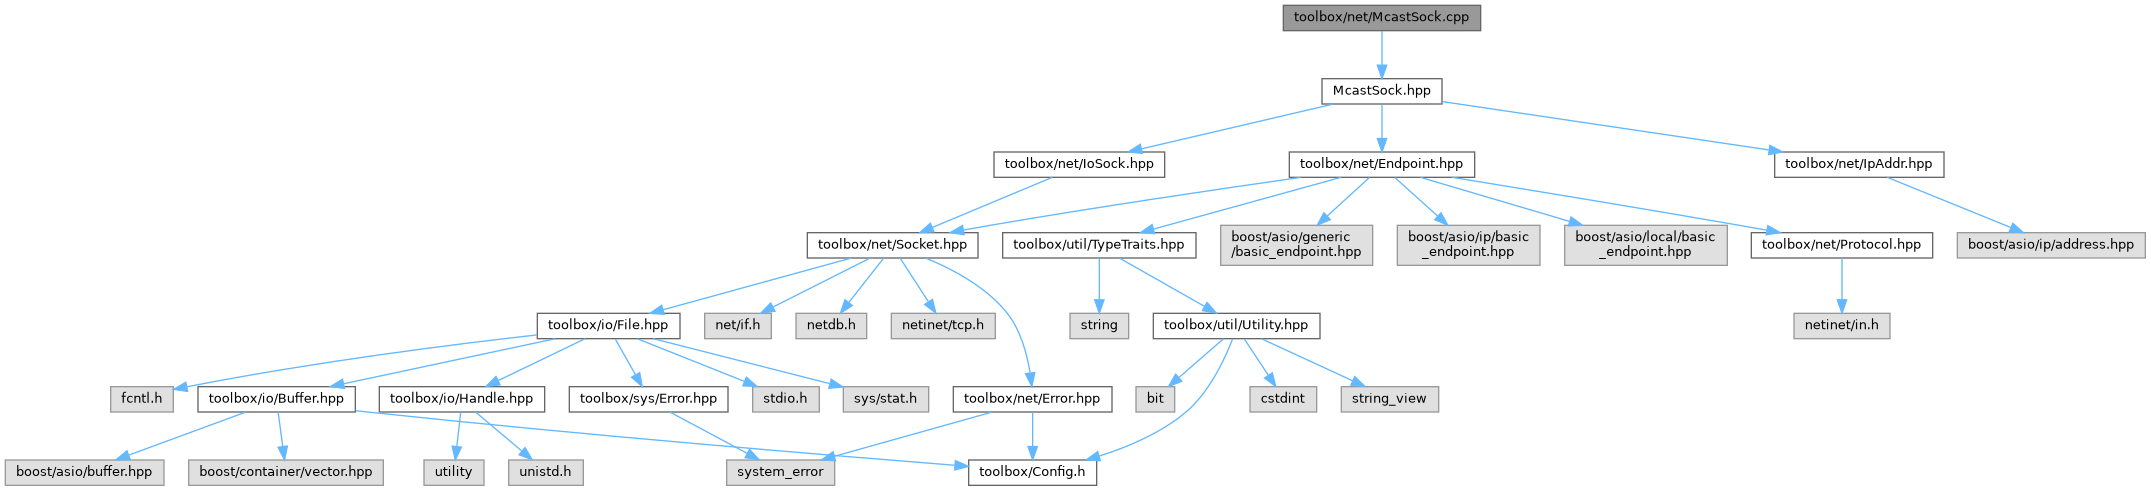 toolbox/net/McastSock.cpp
McastSock.hpp
toolbox/net/IoSock.hpp
toolbox/net/Endpoint.hpp
toolbox/net/IpAddr.hpp
toolbox/net/Socket.hpp
toolbox/util/TypeTraits.hpp
boost/asio/generic
/basic_endpoint.hpp
boost/asio/ip/basic
_endpoint.hpp
boost/asio/local/basic
_endpoint.hpp
toolbox/net/Protocol.hpp
boost/asio/ip/address.hpp
toolbox/io/File.hpp
net/if.h
netdb.h
netinet/tcp.h
string
toolbox/util/Utility.hpp
netinet/in.h
fcntl.h
toolbox/io/Buffer.hpp
toolbox/io/Handle.hpp
toolbox/sys/Error.hpp
stdio.h
sys/stat.h
toolbox/net/Error.hpp
bit
cstdint
string_view
boost/asio/buffer.hpp
boost/container/vector.hpp
utility
unistd.h
system_error
toolbox/Config.h